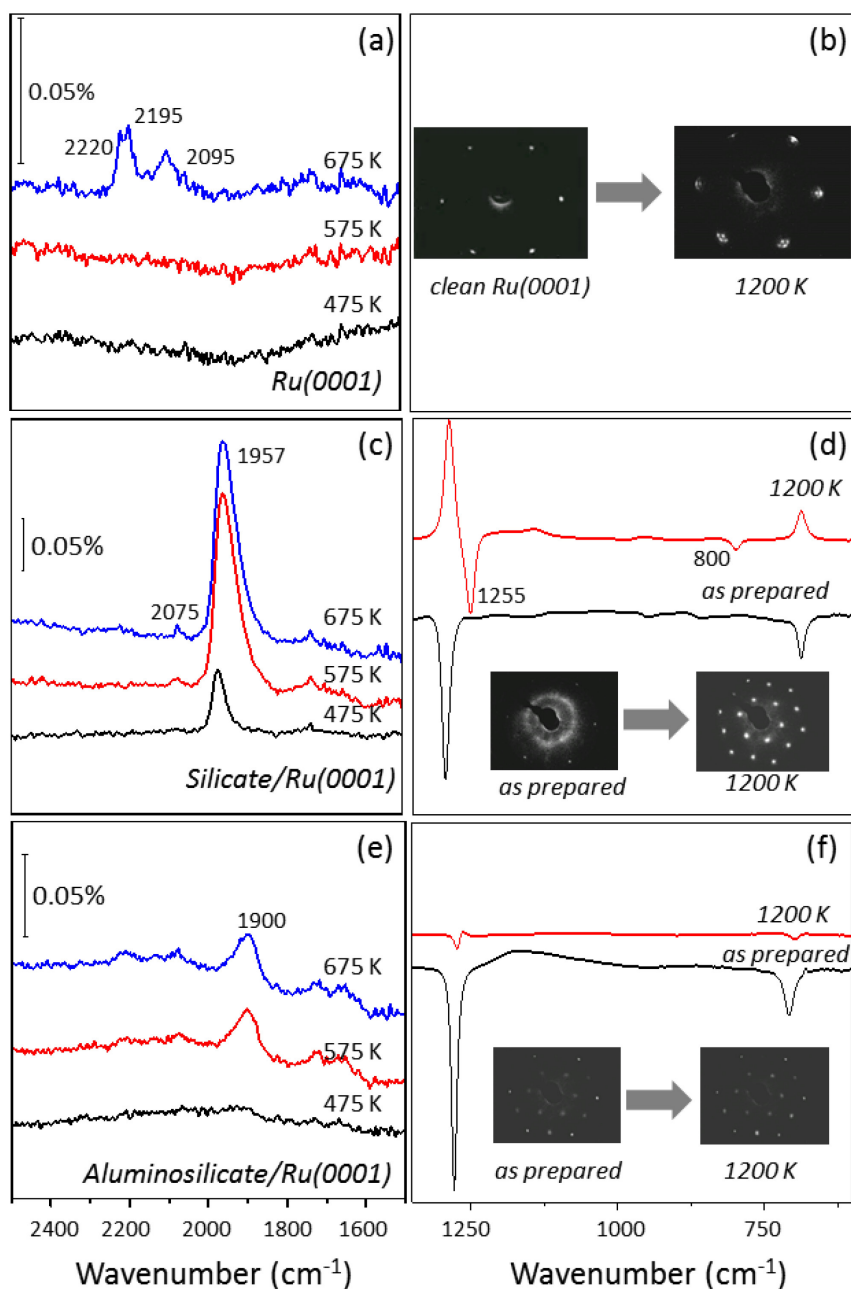 (a)
0.05%
2195
2220
2095
675 K
575 K
475 K
Ru(0001)
(b)
clean Ru(0001)
1200 K
(c)
1957
0.05%
2075
675 K
575 K
475 K
Silicate/Ru(0001)
(d)
1200 K
800
1255
as prepared
as prepared
1200 K
(e)
0.05%
1900
675 K
575 K
475 K
Aluminosilicate/Ru(0001)
(f)
1200 K
as prepared
as prepared
1200 K
2400 2200 2000 1800 1600
1250 1000 750
Wavenumber (cm-1)
Wavenumber (cm-1)